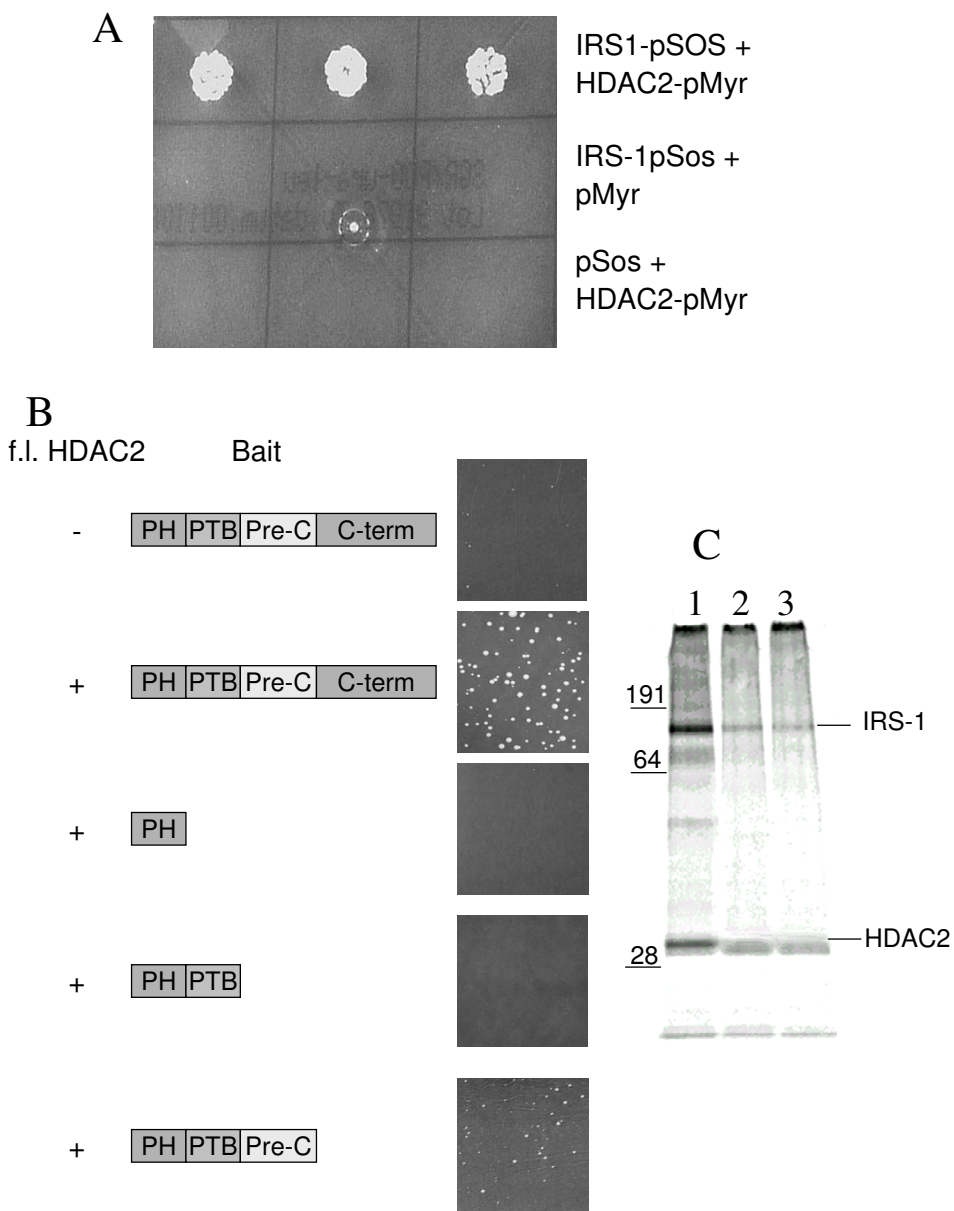 A
IRS1-pSOS +
HDAC2-pMyr
IRS-1pSos +
pMyr
pSos +
HDAC2-pMyr
B
f.l. HDAC2 Bait
- PH PTB Pre-C C-term
+ PH PTB Pre-C C-term
+ PH
+ PH PTB
+ PH PTB Pre-C
C
1 2 3
191
IRS-1
64
HDAC2
28